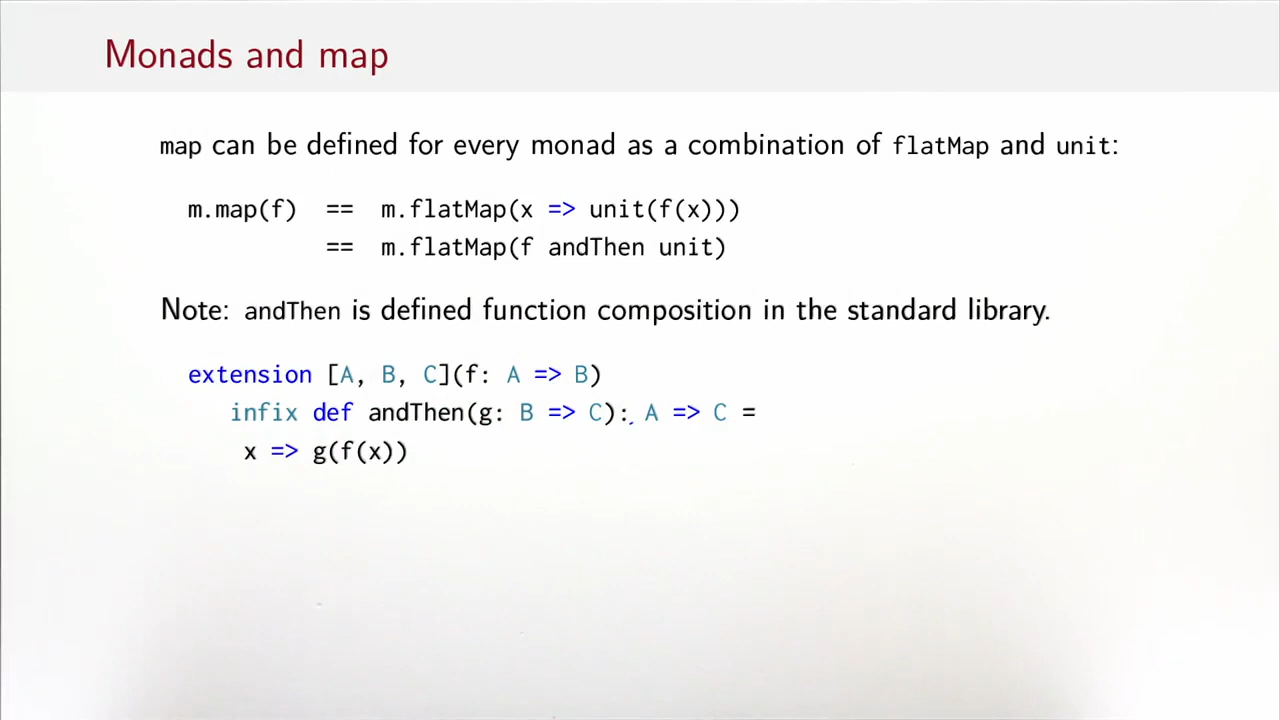 Monads and map
map can be defined for every monad as a combination of flatMap and unit:
m.map(f) == m.flatMap(x => unit(f(x)))
== m.flatMap(f andThen unit)
Note: andThen is defined function composition in the standard library.
extension [A, B, C](f: A => B)
infix def andThen(g: B => C): A => C =
x => g(f(x))